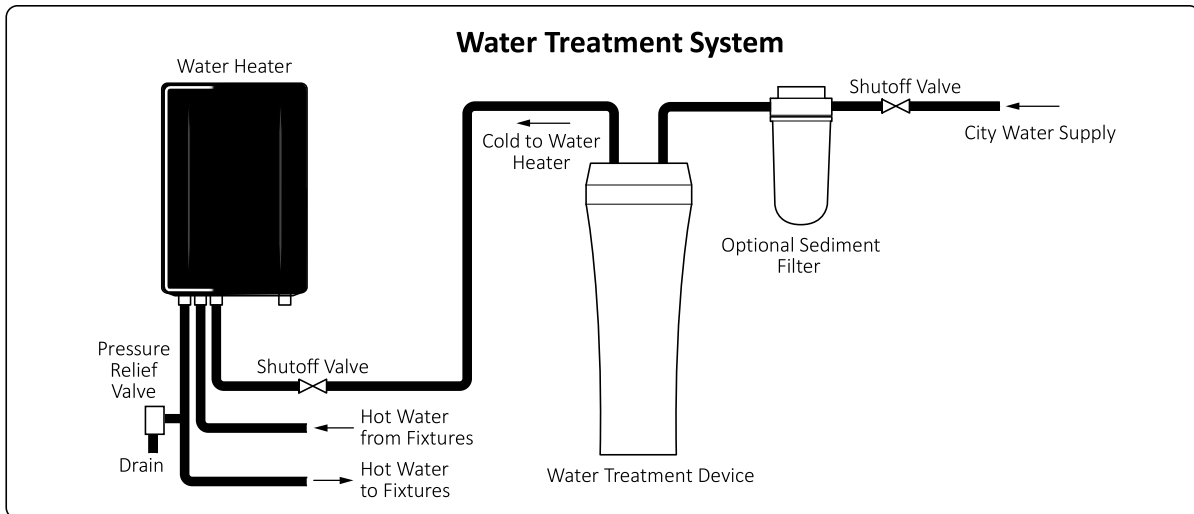 Water Treatment System
Water Heater
Shutoff Valve
City Water Supply
Cold to Water
Heater
Optional Sediment
Filter
Pressure
Relief
Valve
Shutoff Valve
Hot Water
from Fixtures
Drain
Hot Water
to Fixtures
Water Treatment Device